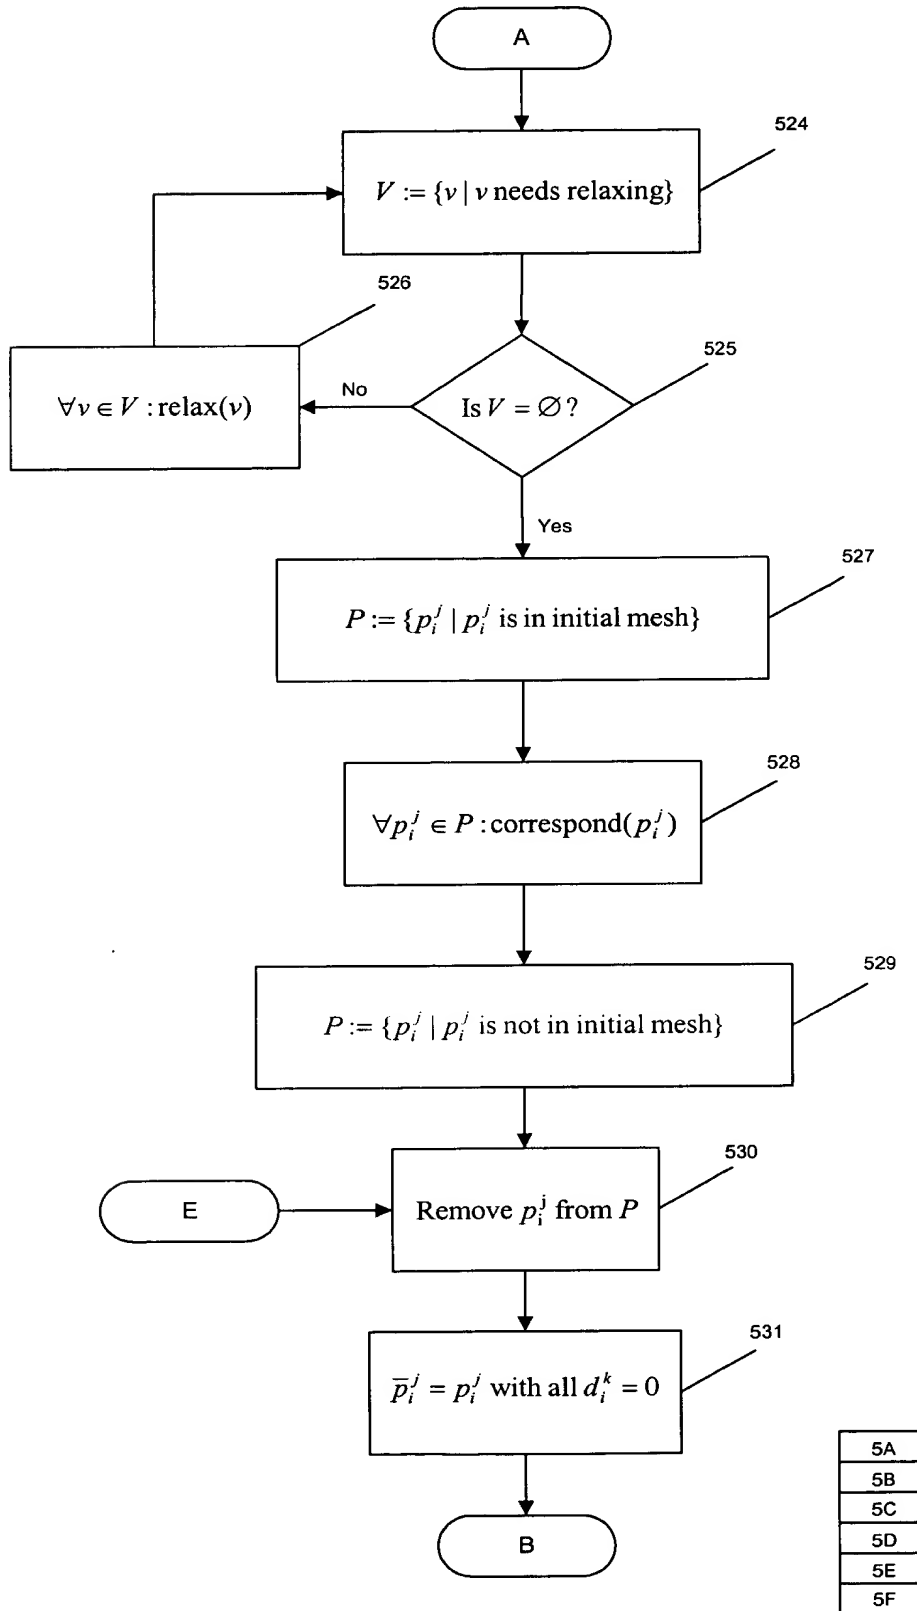 A
524
V := {v | v needs relaxing}
526
525
∀v ∈ V : relax(v)
No
Is V = ∅ ?
Yes
527
P := {p_i^j | p_i^j is in initial mesh}
528
∀p_i^j ∈ P : correspond(p_i^j)
529
P := {p_i^j | p_i^j is not in initial mesh}
530
E
Remove p_i^j from P
531
p̅_i^j = p_i^j with all d_i^k = 0
5A
5B
5C
5D
5E
5F
B